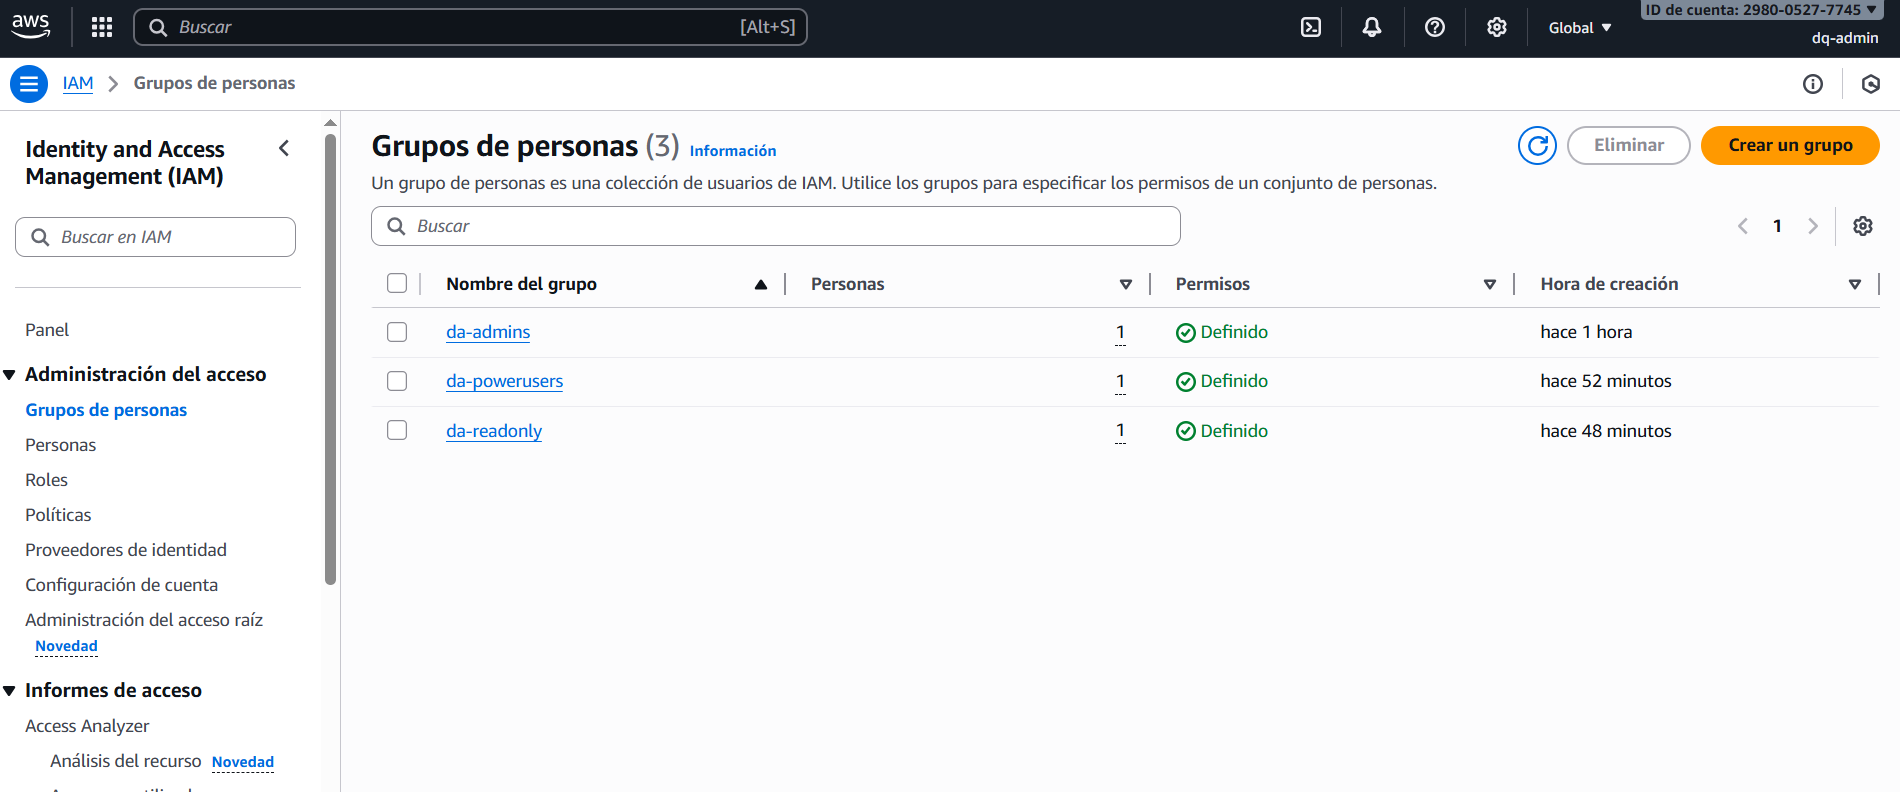 aws
Buscar
[Alt+S]
Global
ID de cuenta: 2980-0527-7745
dq-admin
IAM
Grupos de personas
Identity and Access
Management (IAM)
Buscar en IAM
Panel
Administración del acceso
Grupos de personas
Personas
Roles
Políticas
Proveedores de identidad
Configuración de cuenta
Administración del acceso raíz
Novedad
Informes de acceso
Access Analyzer
Análisis del recurso Novedad
Grupos de personas (3) Información
Eliminar
Crear un grupo
Un grupo de personas es una colección de usuarios de IAM. Utilice los grupos para especificar los permisos de un conjunto de personas.
Buscar
1
Nombre del grupo Personas Permisos Hora de creación
da-admins 1 Definido hace 1 hora
da-powerusers 1 Definido hace 52 minutos
da-readonly 1 Definido hace 48 minutos